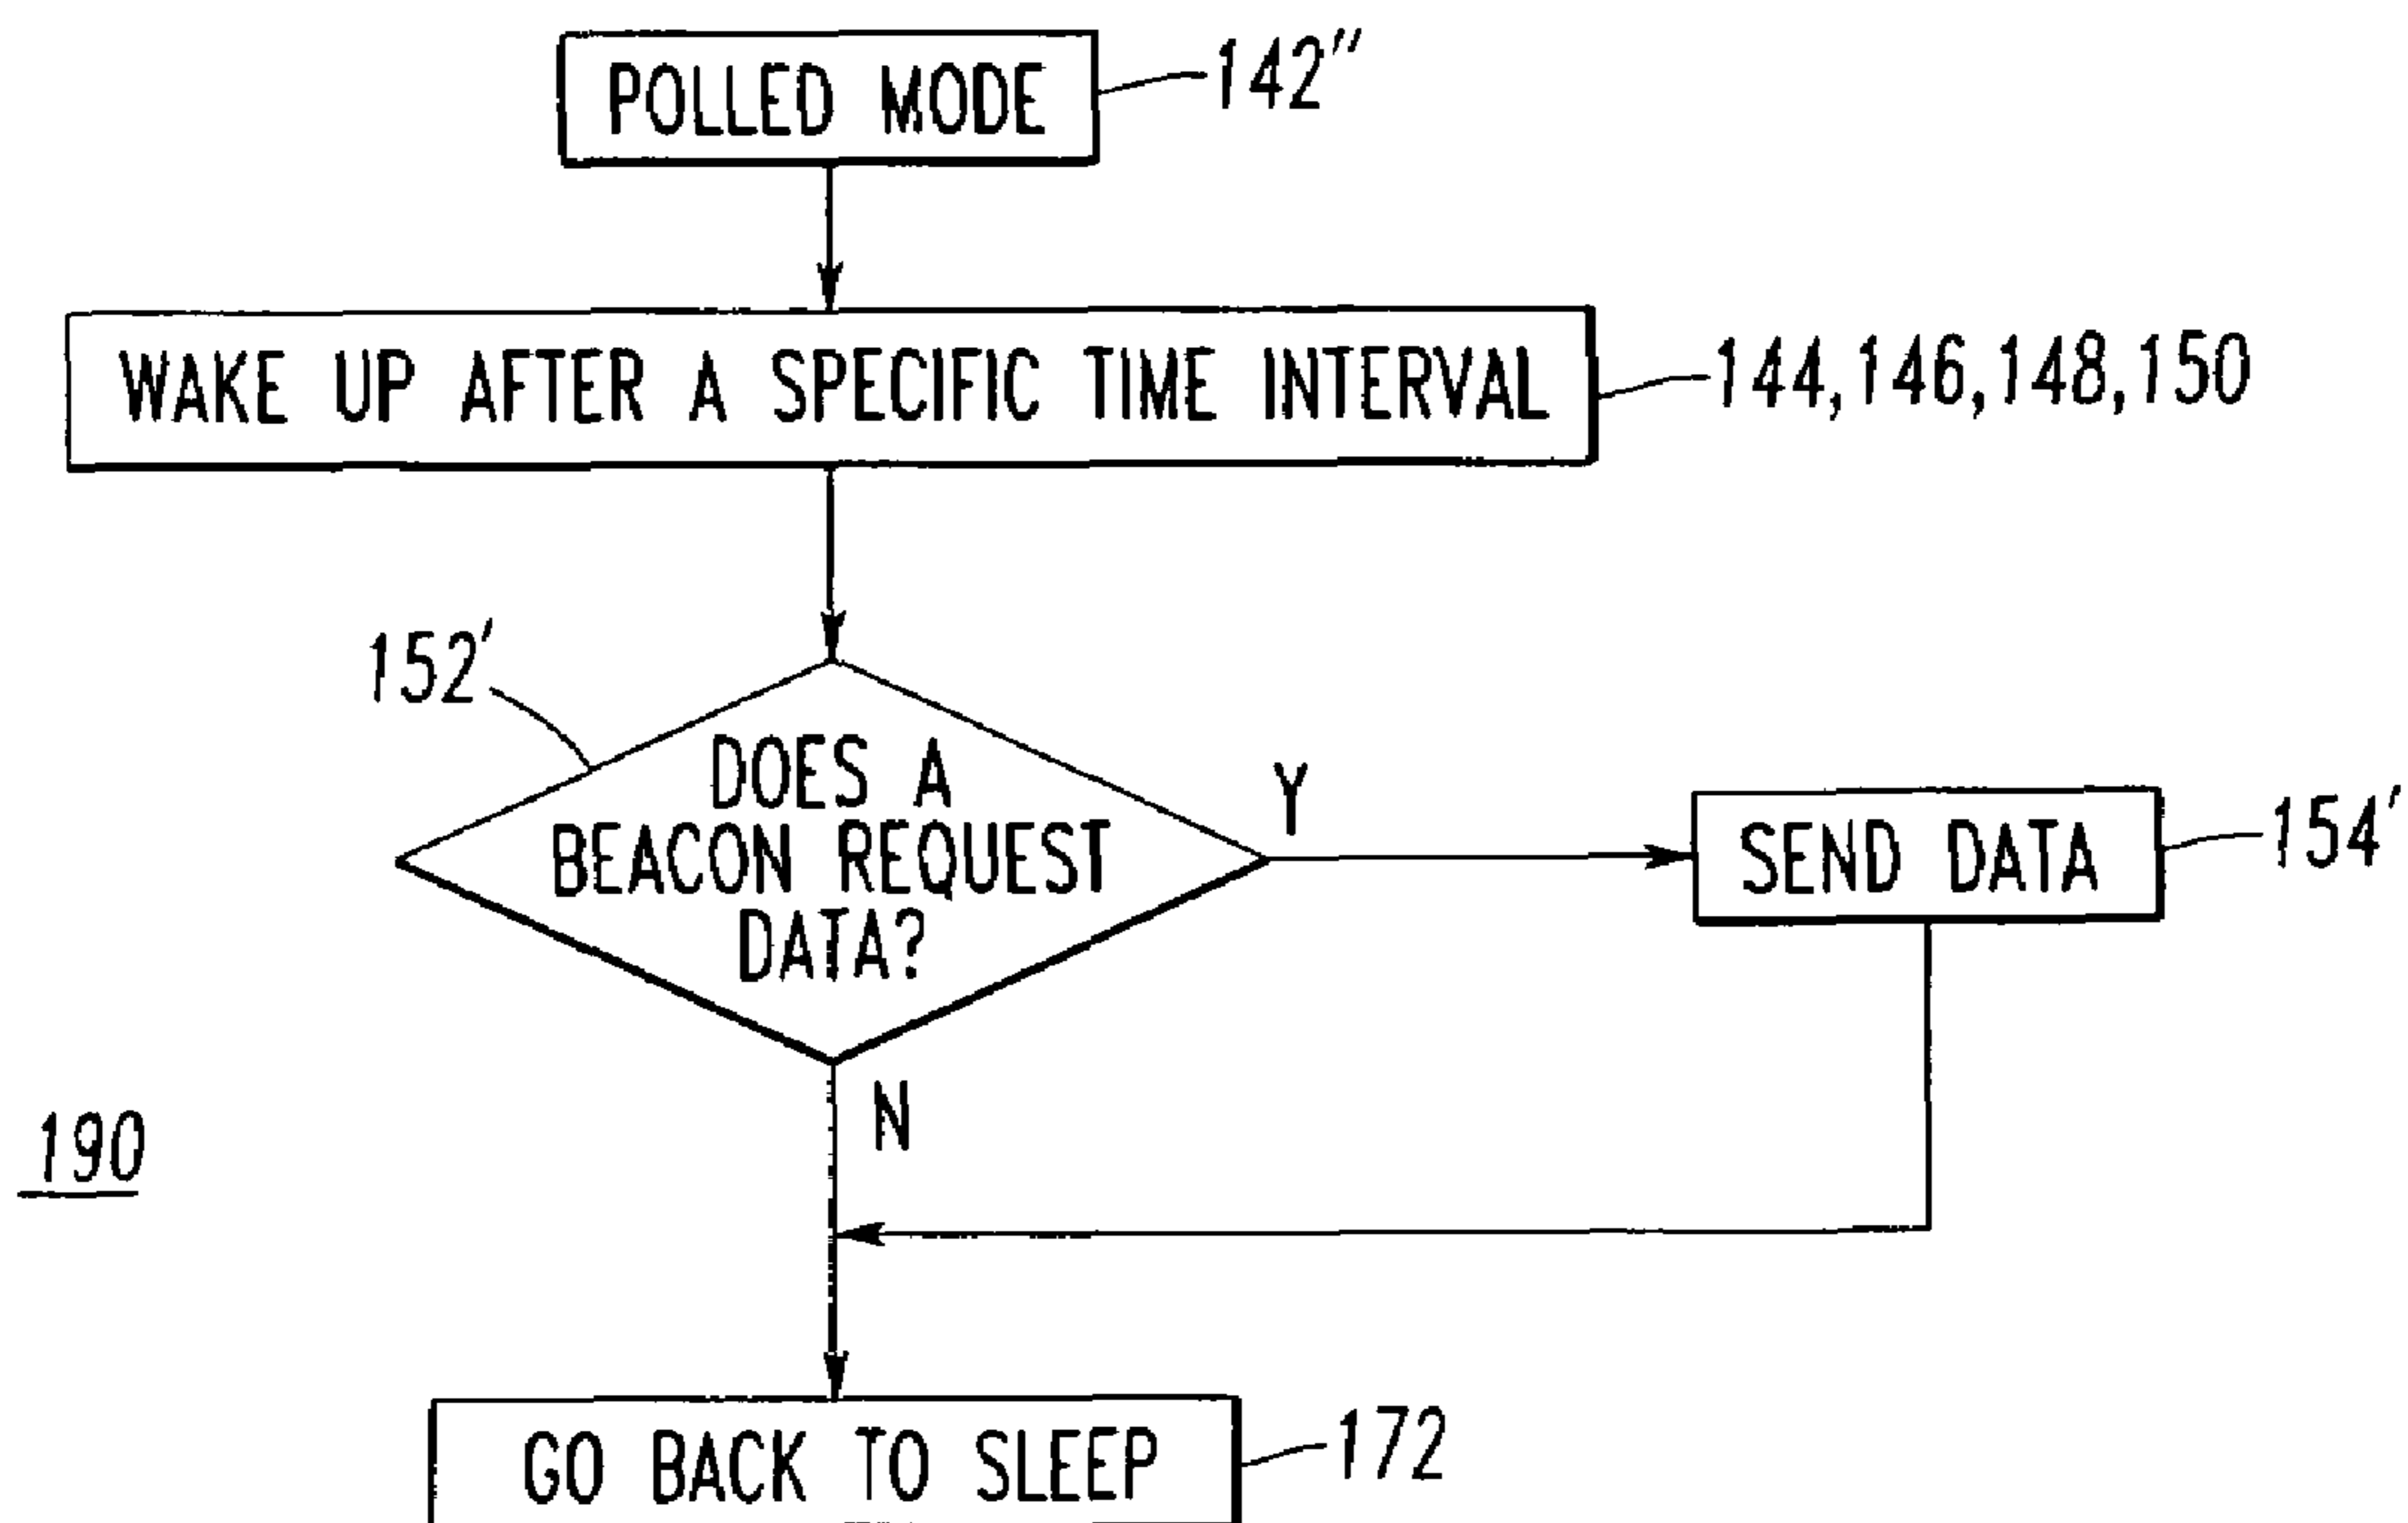 POLLED MODE
142″
WAKE UP AFTER A SPECIFIC TIME INTERVAL
144,146,148,150
152′
DOES A
BEACON REQUEST
DATA?
Y
SEND DATA
154′
N
190
GO BACK TO SLEEP
172